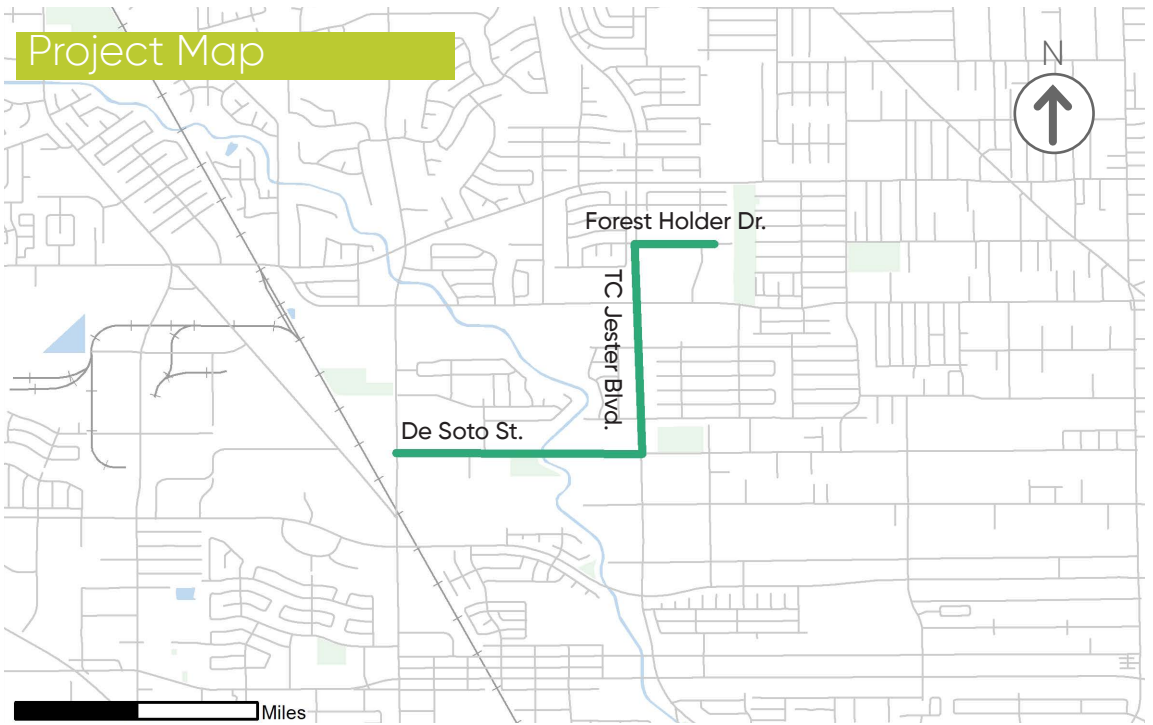 Project Map
N
Forest Holder Dr.
TC Jester Blvd.
De Soto St.
Miles